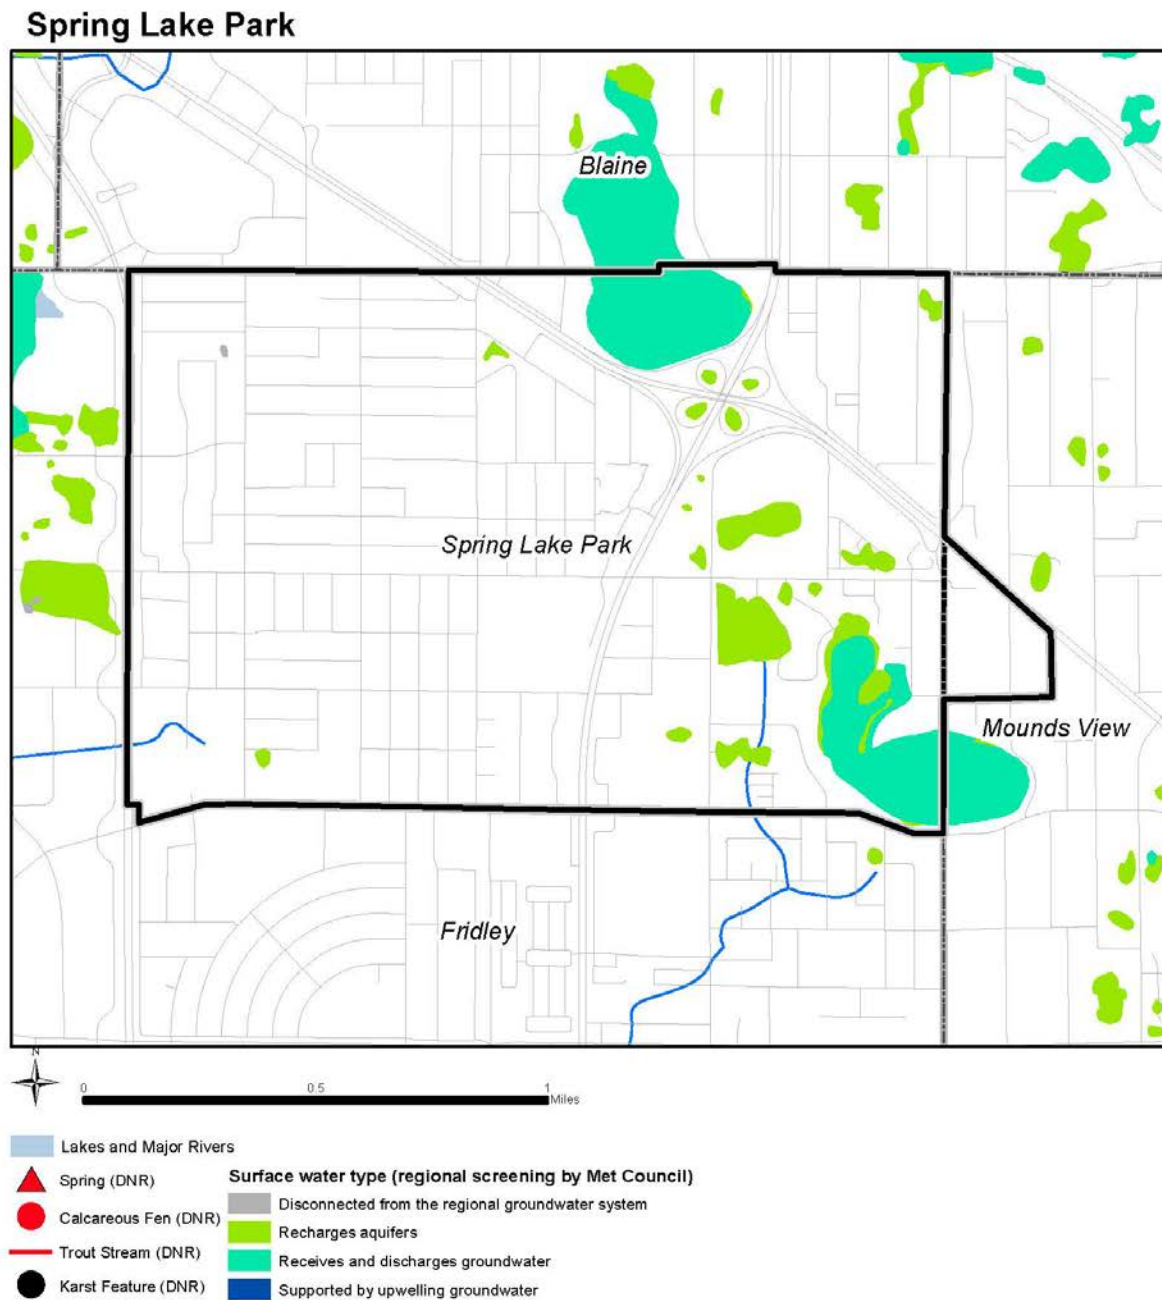 Spring Lake Park
Blaine
Spring Lake Park
Mounds View
Fridley
N
0 0.5 1
Miles
Lakes and Major Rivers
Spring (DNR)
Calcareous Fen (DNR)
Trout Stream (DNR)
Karst Feature (DNR)
Surface water type (regional screening by Met Council)
Disconnected from the regional groundwater system
Recharges aquifers
Receives and discharges groundwater
Supported by upwelling groundwater